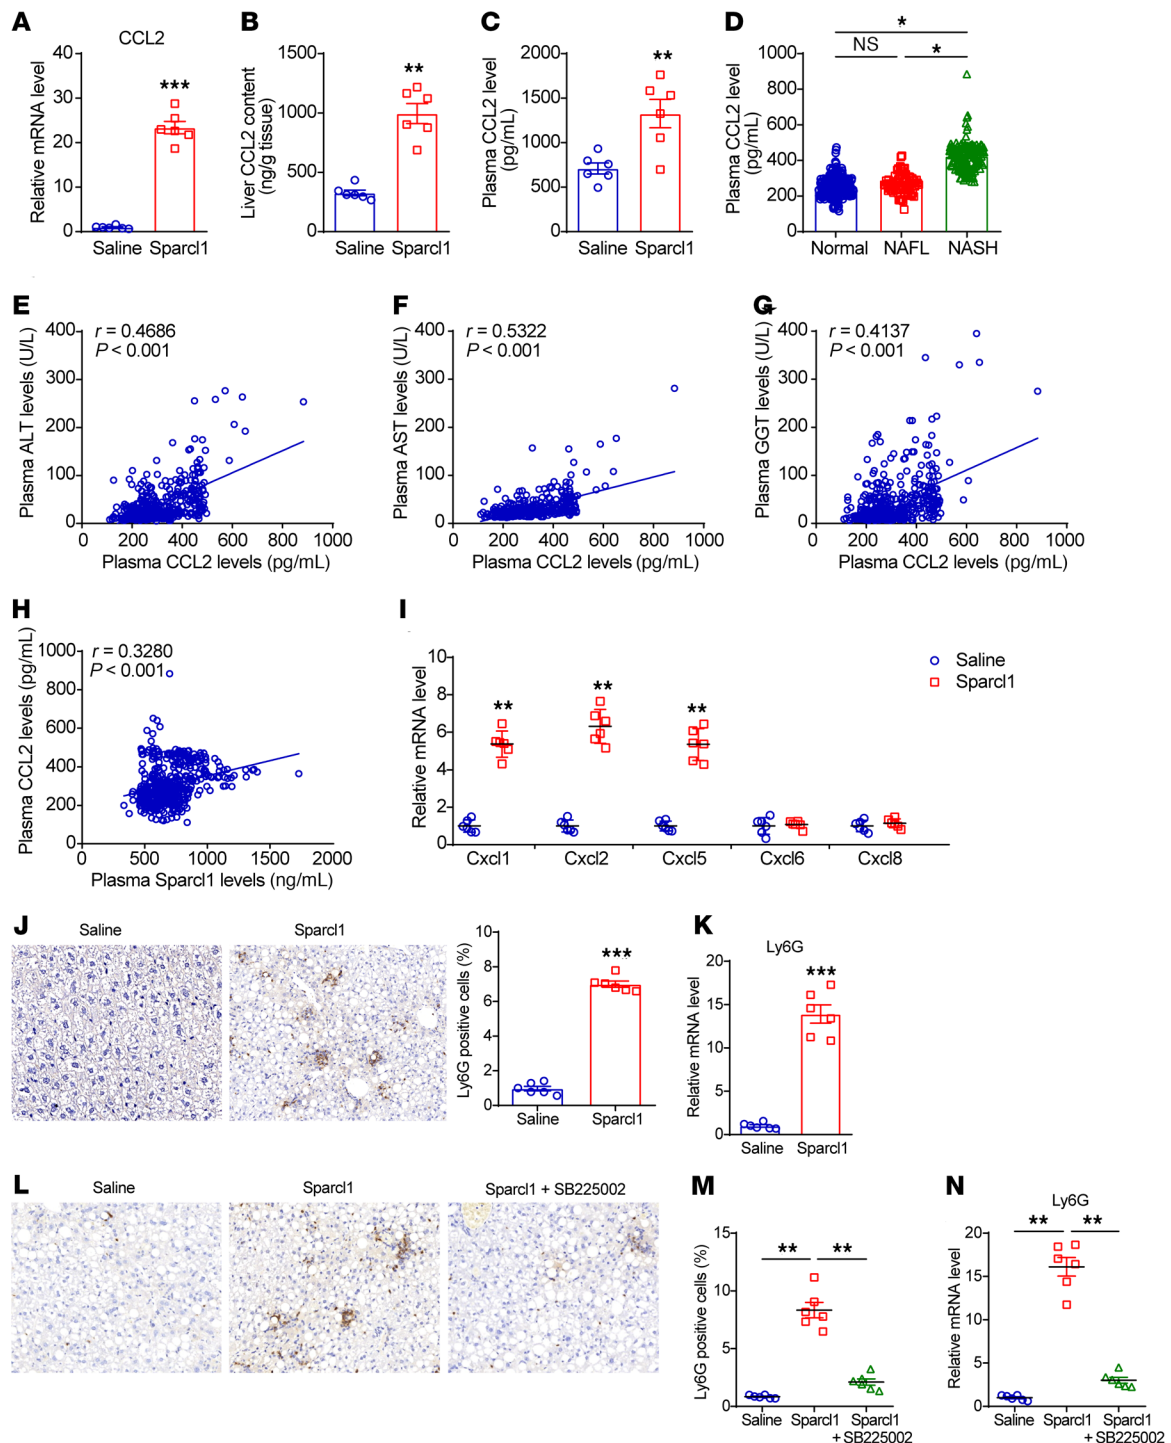 A
CCL2
Relative mRNA level
40
30
20
10
0
***
Saline Sparcl1
B
Liver CCL2 content
(ng/g tissue)
1500
1000
500
0
**
Saline Sparcl1
C
Plasma CCL2 level
(pg/mL)
2000
1500
1000
500
0
**
Saline Sparcl1
D
Plasma CCL2 level
(pg/mL)
1000
800
600
400
200
0
*
NS
*
Normal NAFL NASH
E
Plasma ALT levels (U/L)
400
300
200
100
0
r = 0.4686
P < 0.001
0 200 400 600 800 1000
Plasma CCL2 levels (pg/mL)
F
Plasma AST levels (U/L)
400
300
200
100
0
r = 0.5322
P < 0.001
0 200 400 600 800 1000
Plasma CCL2 levels (pg/mL)
G
Plasma GGT levels (U/L)
400
300
200
100
0
r = 0.4137
P < 0.001
0 200 400 600 800 1000
Plasma CCL2 levels (pg/mL)
H
Plasma CCL2 levels (pg/mL)
1000
800
600
400
200
0
r = 0.3280
P < 0.001
0 500 1000 1500 2000
Plasma Sparcl1 levels (ng/mL)
I
Relative mRNA level
10
8
6
4
2
0
**
**
**
Cxcl1 Cxcl2 Cxcl5 Cxcl6 Cxcl8
Saline
Sparcl1
J
Saline
Sparcl1
Ly6G positive cells (%)
10
8
6
4
2
0
***
Saline Sparcl1
K
Ly6G
Relative mRNA level
20
15
10
5
0
***
Saline Sparcl1
L
Saline
Sparcl1
Sparcl1 + SB225002
M
Ly6G positive cells (%)
15
10
5
0
** **
Saline Sparcl1 Sparcl1
+ SB225002
N
Ly6G
Relative mRNA level
20
15
10
5
0
** **
Saline Sparcl1 Sparcl1
+ SB225002